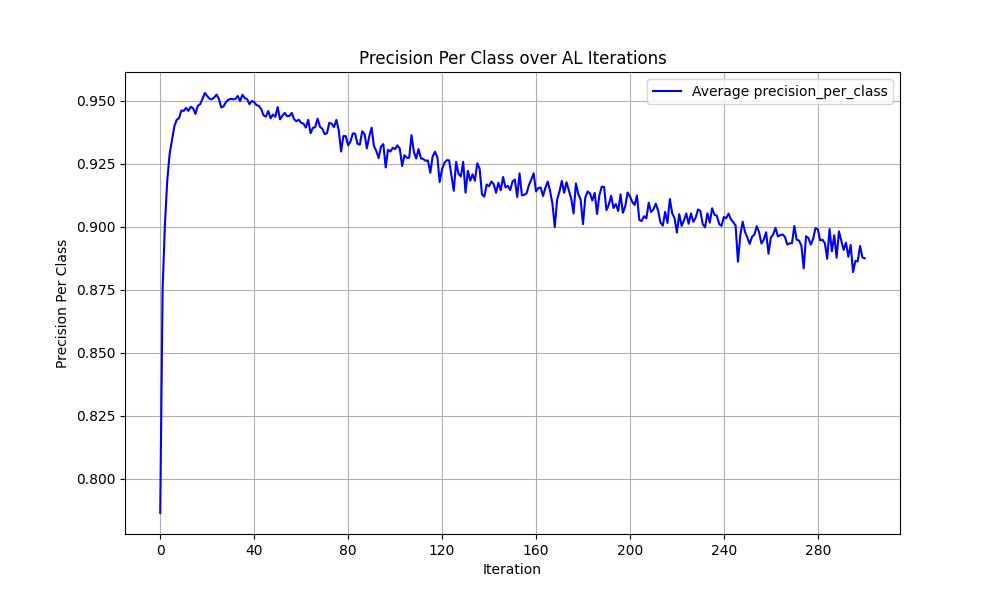 Precision Per Class over AL Iterations
Average precision_per_class
Precision Per Class
0.950
0.925
0.900
0.875
0.850
0.825
0.800
0 40 80 120 160 200 240 280
Iteration